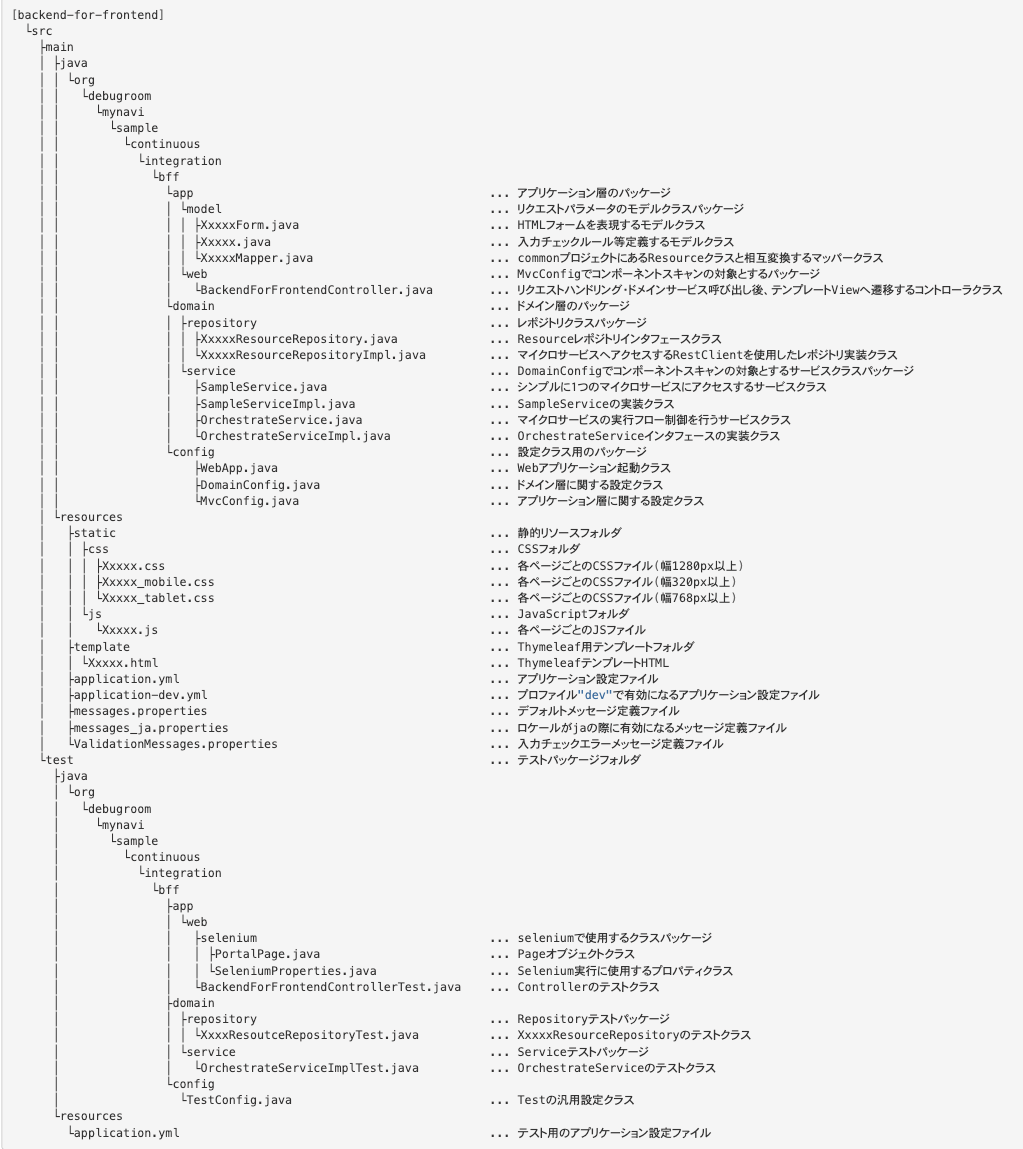 [backend-for-frontend]
  └src
    ├main
    │ ├java
    │ │ └org
    │ │   └debugroom
    │ │     └mynavi
    │ │       └sample
    │ │         └continuous
    │ │           └integration
    │ │             └bff
    │ │               └app ... アプリケーション層のパッケージ
    │ │               │ └model ... リクエストパラメータのモデルクラスパッケージ
    │ │               │ │ ├XxxxxForm.java ... HTMLフォームを表現するモデルクラス
    │ │               │ │ ├Xxxxx.java ... 入力チェックルール等定義するモデルクラス
    │ │               │ │ └XxxxxMapper.java ... commonプロジェクトにあるResourceクラスと相互変換するマッパークラス
    │ │               │ └web ... MvcConfigでコンポーネントスキャンの対象とするパッケージ
    │ │               │   └BackendForFrontendController.java ... リクエストハンドリング・ドメインサービス呼び出し後、テンプレートViewへ遷移するコントローラクラス
    │ │               └domain ... ドメイン層のパッケージ
    │ │               │ ├repository ... レポジトリクラスパッケージ
    │ │               │ │ ├XxxxxResourceRepository.java ... Resourceレポジトリインタフェースクラス
    │ │               │ │ └XxxxxResourceRepositoryImpl.java ... マイクロサービスへアクセスするRestClientを使用したレポジトリ実装クラス
    │ │               │ └service ... DomainConfigでコンポーネントスキャンの対象とするサービスクラスパッケージ
    │ │               │   ├SampleService.java ... シンプルに1つのマイクロサービスにアクセスするサービスクラス
    │ │               │   ├SampleServiceImpl.java ... SampleServiceの実装クラス
    │ │               │   ├OrchestrateService.java ... マイクロサービスの実行フロー制御を行うサービスクラス
    │ │               │   └OrchestrateServiceImpl.java ... OrchestrateServiceインタフェースの実装クラス
    │ │               └config ... 設定クラス用のパッケージ
    │ │                   ├WebApp.java ... Webアプリケーション起動クラス
    │ │                   ├DomainConfig.java ... ドメイン層に関する設定クラス
    │ │                   └MvcConfig.java ... アプリケーション層に関する設定クラス
    │ └resources
    │   ├static ... 静的リソースフォルダ
    │   │ ├css ... CSSフォルダ
    │   │ │ ├Xxxxx.css ... 各ページごとのCSSファイル(幅1280px以上)
    │   │ │ ├Xxxxx_mobile.css ... 各ページごとのCSSファイル(幅320px以上)
    │   │ │ └Xxxxx_tablet.css ... 各ページごとのCSSファイル(幅768px以上)
    │   │ └js ... JavaScriptフォルダ
    │   │   └Xxxxx.js ... 各ページごとのJSファイル
    │   ├template ... Thymeleaf用テンプレートフォルダ
    │   │ └Xxxxx.html ... ThymeleafテンプレートHTML
    │   ├application.yml ... アプリケーション設定ファイル
    │   ├application-dev.yml ... プロファイル"dev"で有効になるアプリケーション設定ファイル
    │   ├messages.properties ... デフォルトメッセージ定義ファイル
    │   ├messages_ja.properties ... ロケールがjaの際に有効になるメッセージ定義ファイル
    │   └ValidationMessages.properties ... 入力チェックエラーメッセージ定義ファイル
    └test ... テストパッケージフォルダ
      ├java
      │ └org
      │   └debugroom
      │     └mynavi
      │       └sample
      │         └continuous
      │           └integration
      │             └bff
      │               ├app
      │               │ └web
      │               │   ├selenium ... seleniumで使用するクラスパッケージ
      │               │   │ ├PortalPage.java ... Pageオブジェクトクラス
      │               │   │ └SeleniumProperties.java ... Selenium実行に使用するプロパティクラス
      │               │   └BackendForFrontendControllerTest.java ... Controllerのテストクラス
      │               ├domain
      │               │ ├repository ... Repositoryテストパッケージ
      │               │ │ └XxxxResoutceRepositoryTest.java ... XxxxxResourceRepositoryのテストクラス
      │               │ └service ... Serviceテストパッケージ
      │               │   └OrchestrateServiceImplTest.java ... OrchestrateServiceのテストクラス
      │               └config
      │                 └TestConfig.java ... Testの汎用設定クラス
      └resources
        └application.yml ... テスト用のアプリケーション設定ファイル